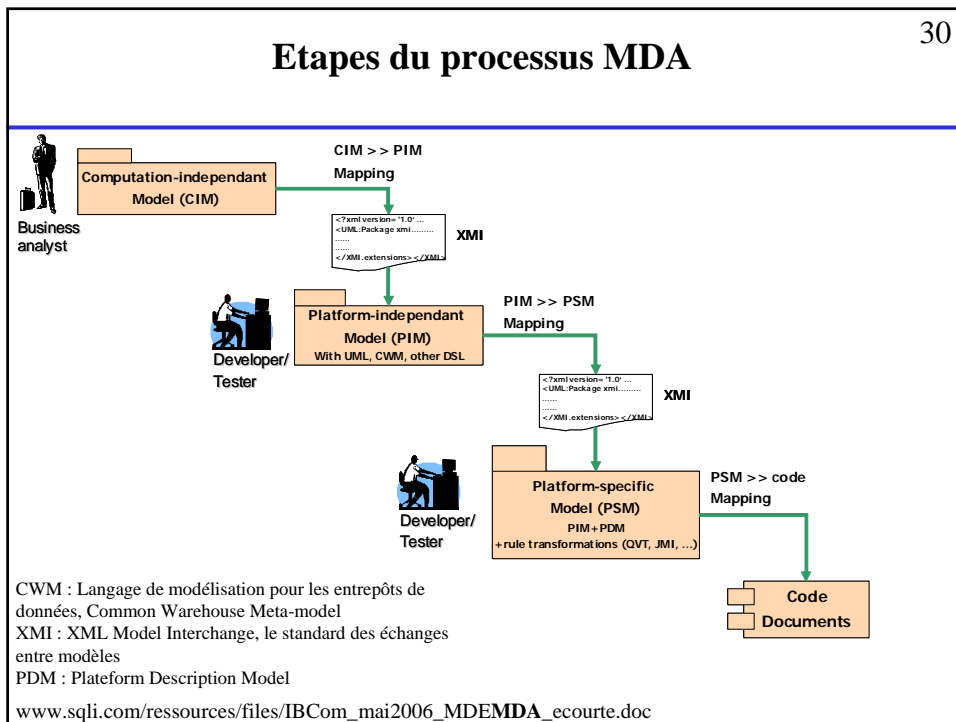 30
Etapes du processus MDA
CIM >> PIM
Mapping
Computation-independant
Model (CIM)
Business
analyst
<?xml version= '1.0' ...
<UML:Package xmi.........
......
......
</XMI.extensions></XMI>
XMI
Platform-independant
Model (PIM)
With UML, CWM, other DSL
Developer/
Tester
PIM >> PSM
Mapping
<?xml version= '1.0' ...
<UML:Package xmi.........
......
......
</XMI.extensions></XMI>
XMI
Platform-specific
Model (PSM)
PIM+PDM
+rule transformations (QVT, JMI, ...)
Developer/
Tester
PSM >> code
Mapping
Code
Documents
CWM : Langage de modélisation pour les entrepôts de
données, Common Warehouse Meta-model
XMI : XML Model Interchange, le standard des échanges
entre modèles
PDM : Plateform Description Model
www.sqli.com/ressources/files/IBCom_mai2006_MDEMDA_ecourte.doc